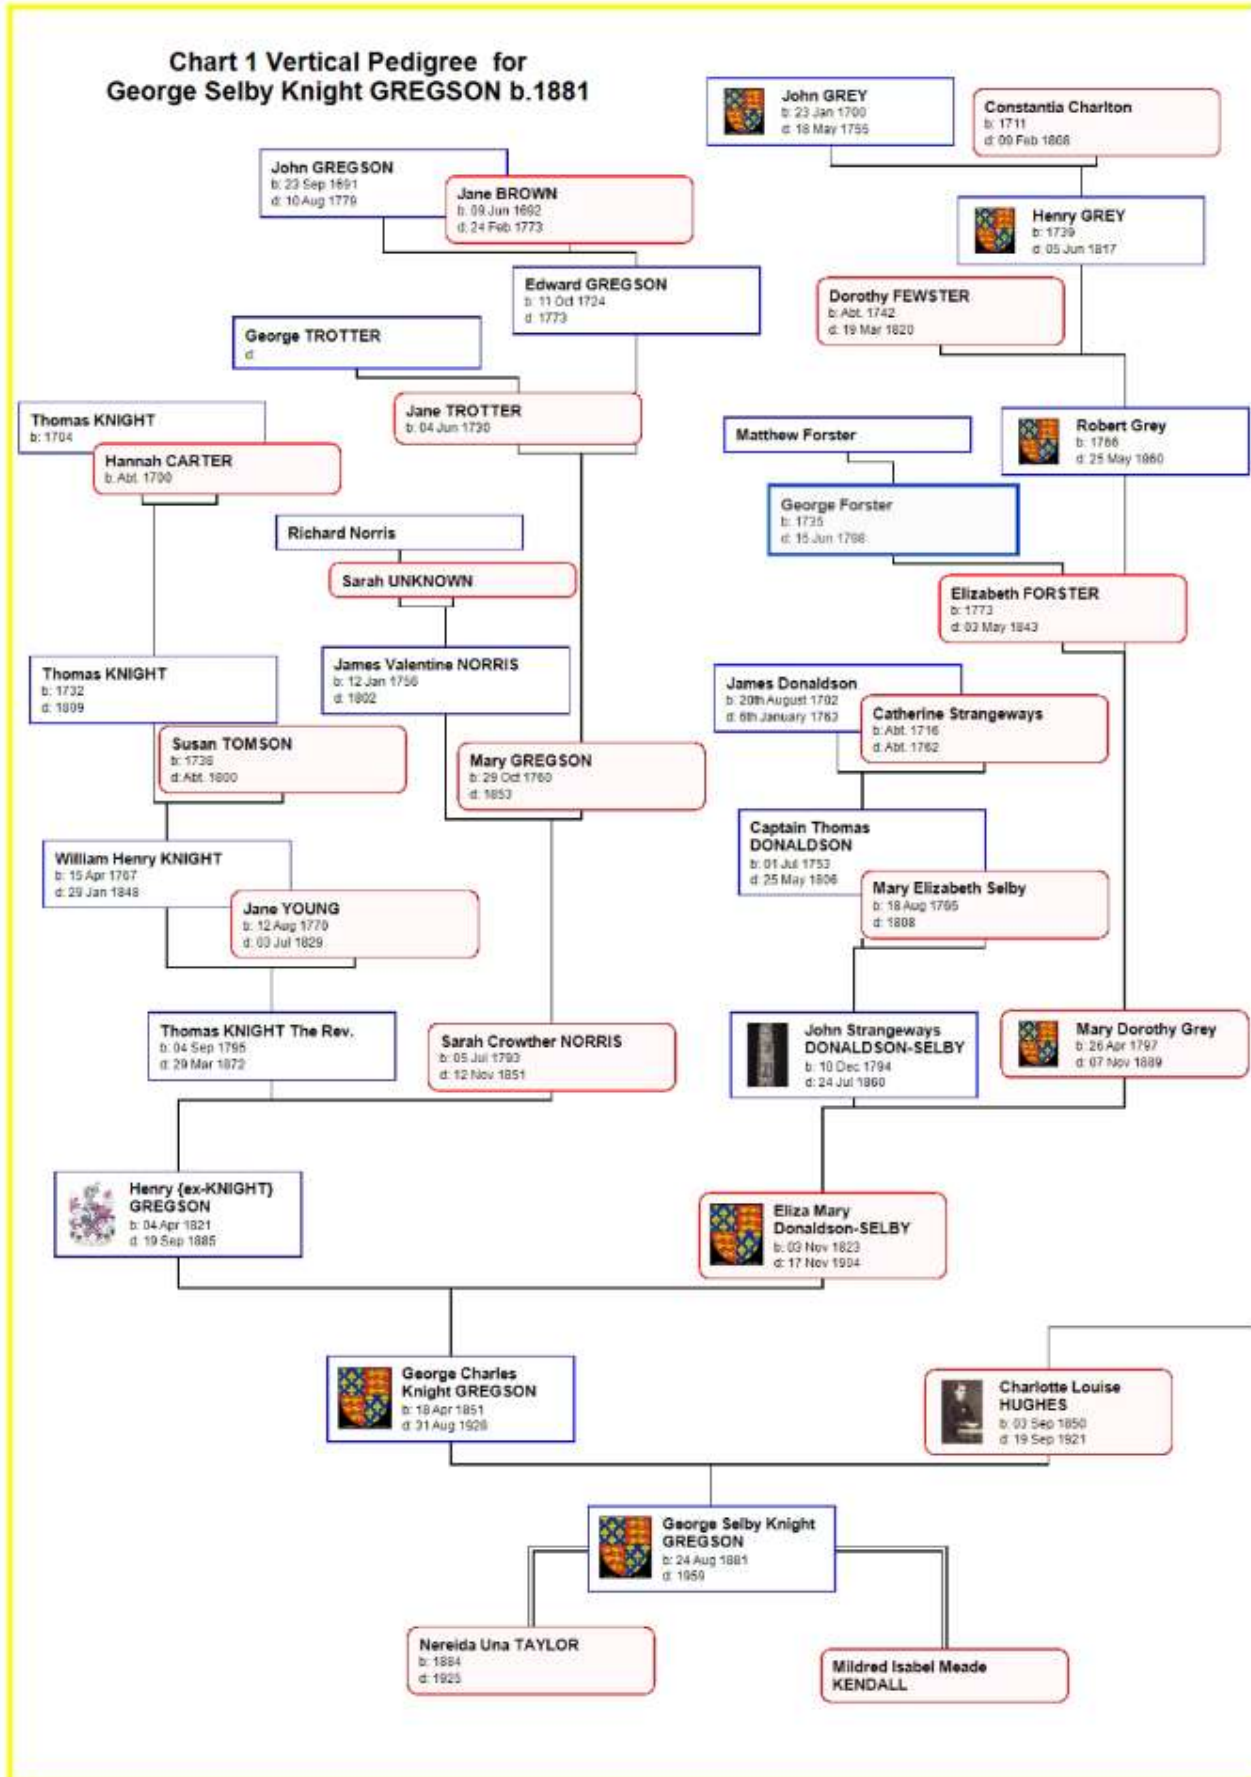 Chart 1 Vertical Pedigree for
George Selby Knight GREGSON b.1881
John GREY
b: 23 Jan 1700
d: 18 May 1755
Constantia Charlton
b: 1711
d: 09 Feb 1868
John GREGSON
b: 23 Sep 1691
d: 10 Aug 1779
Jane BROWN
b: 09 Jun 1692
d: 24 Feb 1773
Henry GREY
b: 1739
d: 05 Jun 1817
Edward GREGSON
b: 11 Oct 1724
d: 1773
Dorothy FEWSTER
b: Abt. 1742
d: 19 Mar 1820
George TROTTER
d:
Jane TROTTER
b: 04 Jun 1730
Thomas KNIGHT
b: 1704
Hannah CARTER
b: Abt. 1700
Matthew Forster
Robert Grey
b: 1766
d: 25 May 1860
George Forster
b: 1735
d: 15 Jun 1798
Richard Norris
Sarah UNKNOWN
Elizabeth FORSTER
b: 1773
d: 03 May 1843
Thomas KNIGHT
b: 1732
d: 1809
James Valentine NORRIS
b: 12 Jan 1756
d: 1802
James Donaldson
b: 20th August 1702
d: 6th January 1763
Catherine Strangeways
b: Abt. 1716
d: Abt. 1762
Susan TOMSON
b: 1738
d: Abt. 1800
Mary GREGSON
b: 29 Oct 1760
d: 1853
Captain Thomas
DONALDSON
b: 01 Jul 1753
d: 25 May 1806
William Henry KNIGHT
b: 15 Apr 1767
d: 29 Jan 1848
Mary Elizabeth Selby
b: 18 Aug 1765
d: 1808
Jane YOUNG
b: 12 Aug 1770
d: 03 Jul 1829
Thomas KNIGHT The Rev.
b: 04 Sep 1795
d: 29 Mar 1872
Sarah Crowther NORRIS
b: 05 Jul 1793
d: 12 Nov 1851
John Strangeways
DONALDSON-SELBY
b: 10 Dec 1794
d: 24 Jul 1860
Mary Dorothy Grey
b: 26 Apr 1797
d: 07 Nov 1889
Henry {ex-KNIGHT}
GREGSON
b: 04 Apr 1821
d: 19 Sep 1885
Eliza Mary
Donaldson-SELBY
b: 03 Nov 1823
d: 17 Nov 1904
George Charles
Knight GREGSON
b: 18 Apr 1851
d: 31 Aug 1926
Charlotte Louise
HUGHES
b: 03 Sep 1850
d: 19 Sep 1921
George Selby Knight
GREGSON
b: 24 Aug 1881
d: 1959
Nereida Una TAYLOR
b: 1884
d: 1925
Mildred Isabel Meade
KENDALL